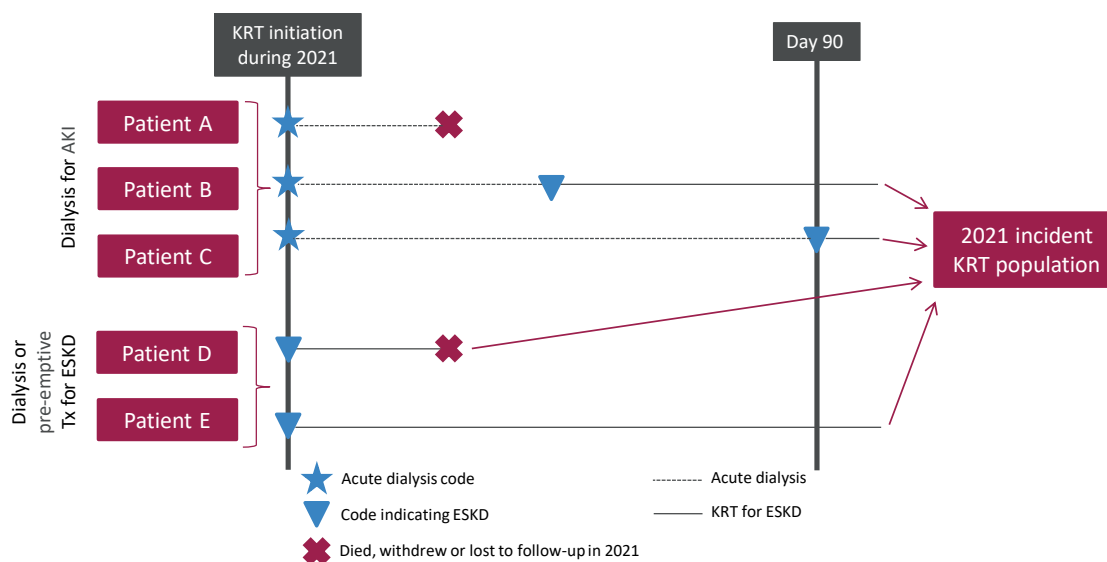 KRT initiation
during 2021
Day 90
Dialysis for AKI
Patient A
Patient B
Patient C
2021 incident
KRT population
Dialysis or
pre-emptive
Tx for ESKD
Patient D
Patient E
Acute dialysis code
Acute dialysis
Code indicating ESKD
KRT for ESKD
Died, withdrew or lost to follow-up in 2021